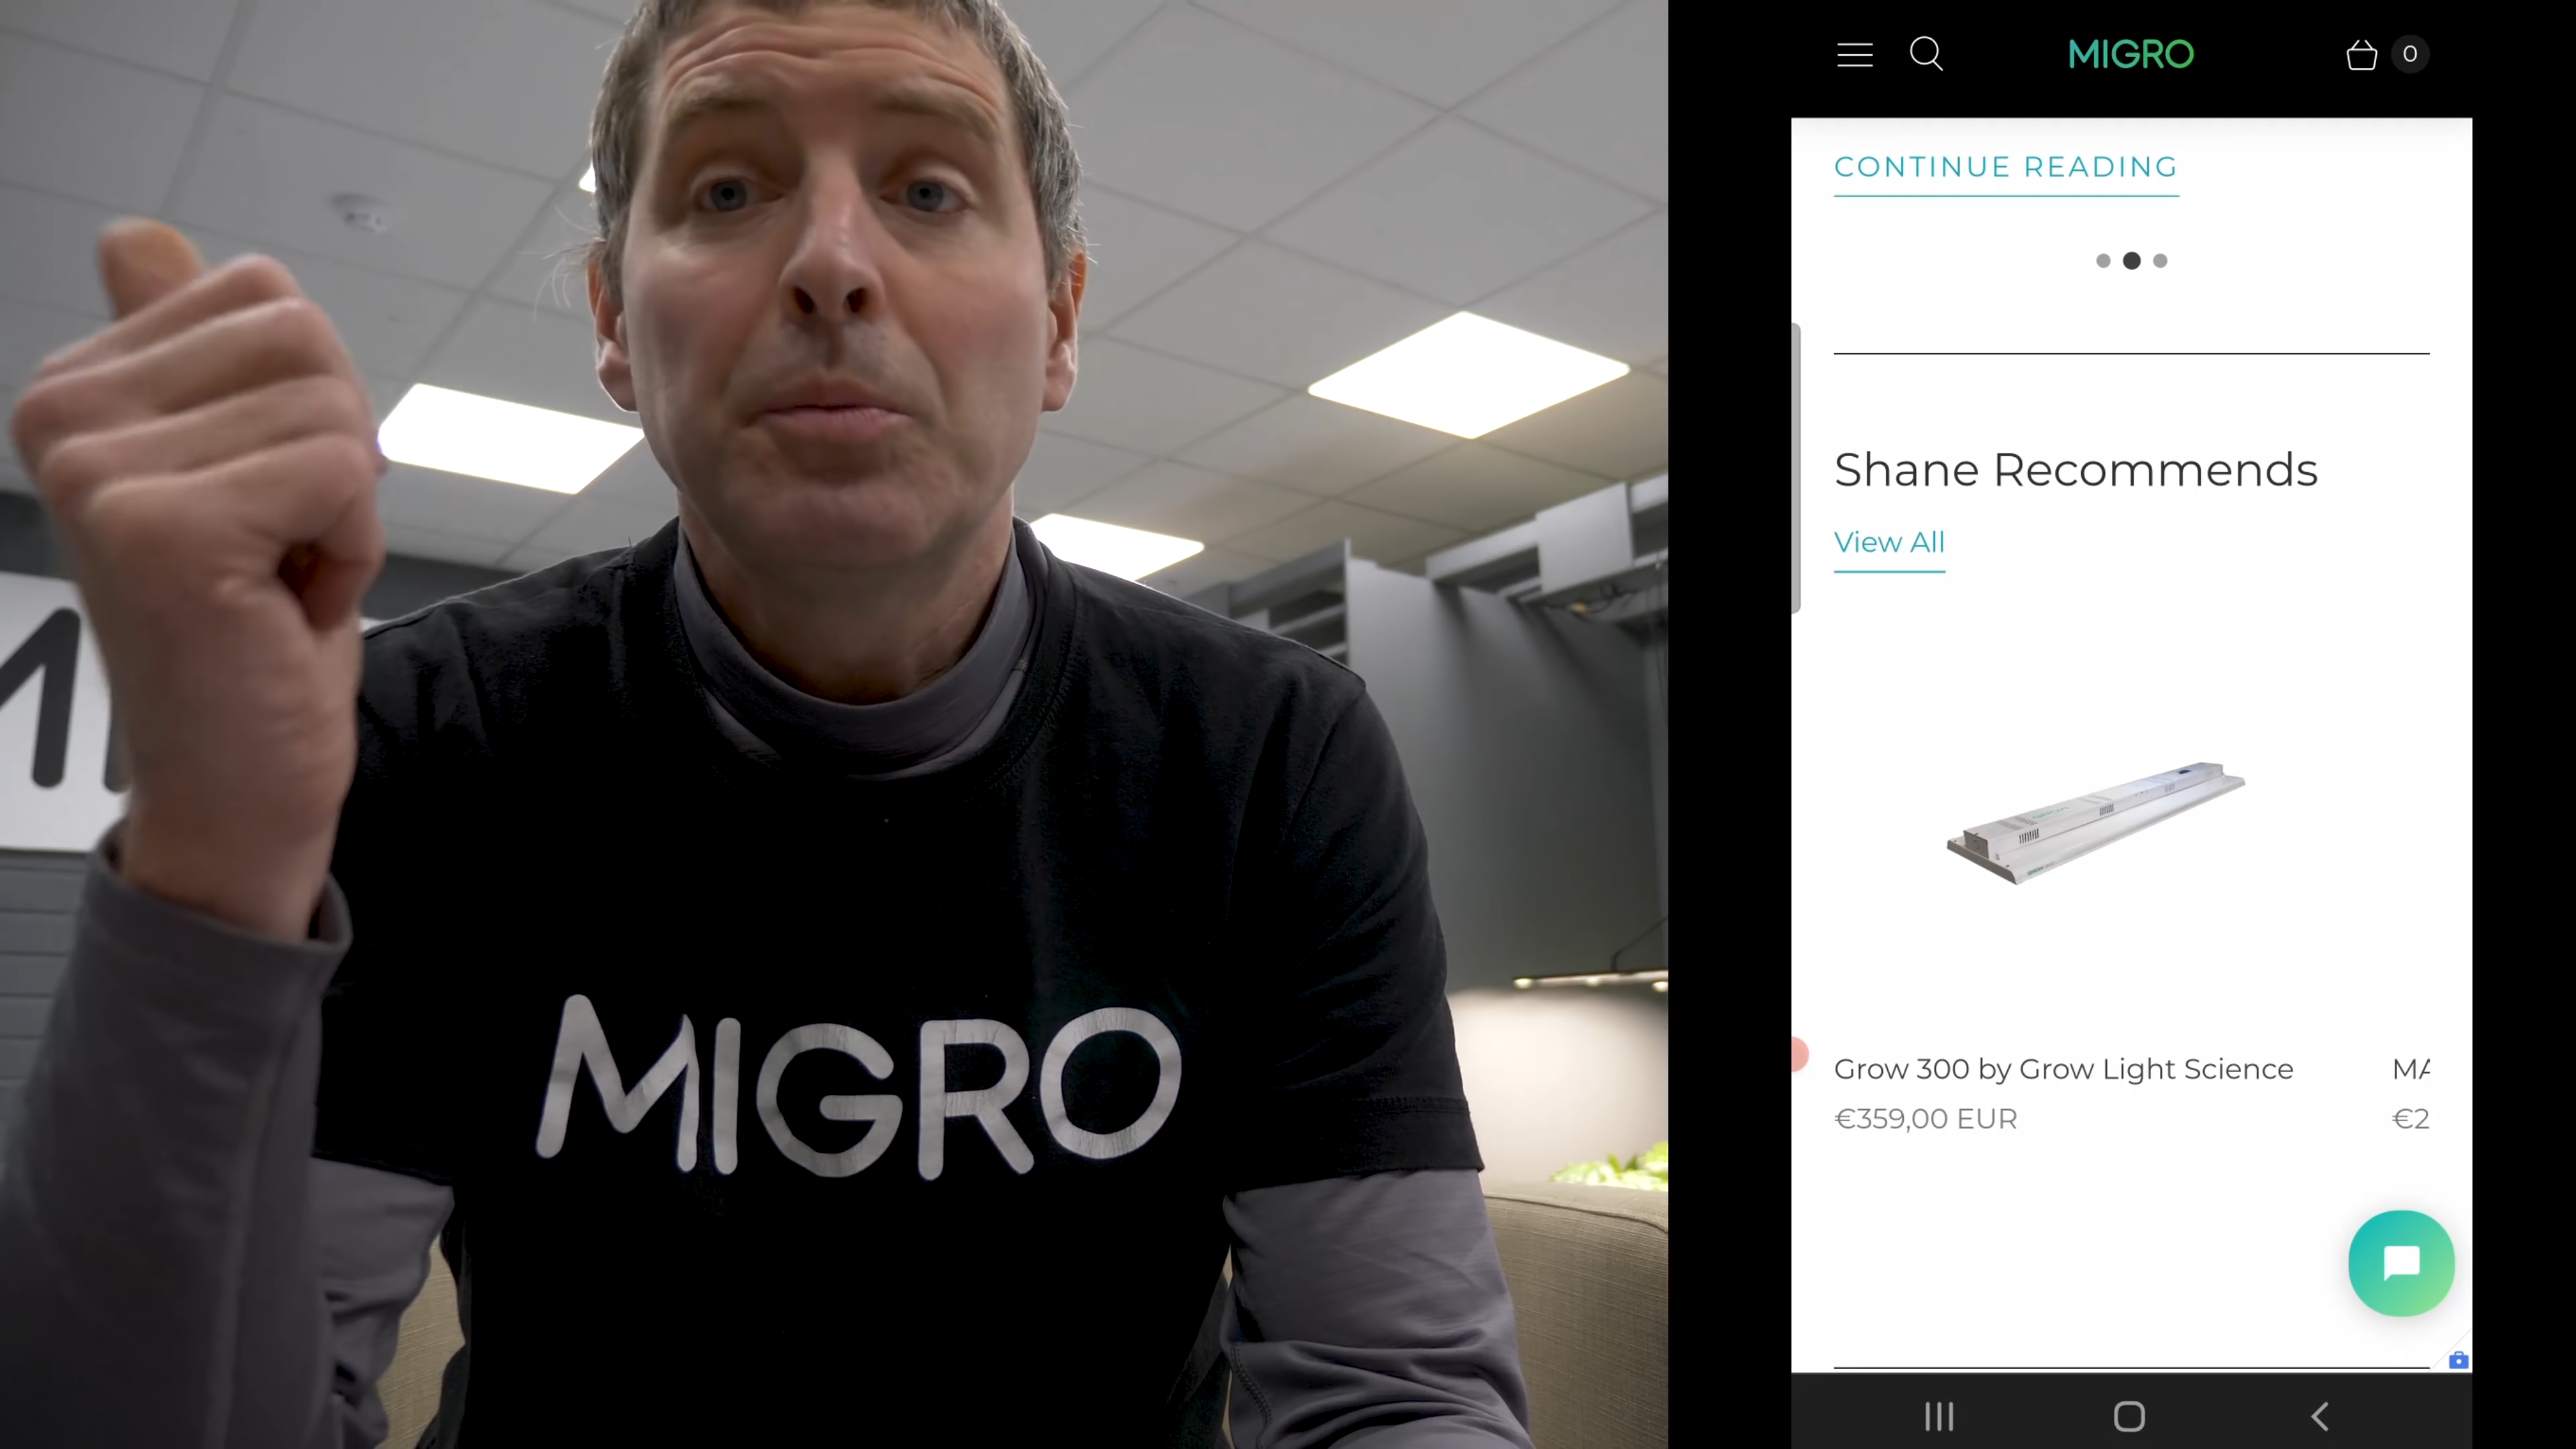 MIGRO
MIGRO
0
CONTINUE READING
Shane Recommends
View All
Grow 300 by Grow Light Science
€359,00 EUR